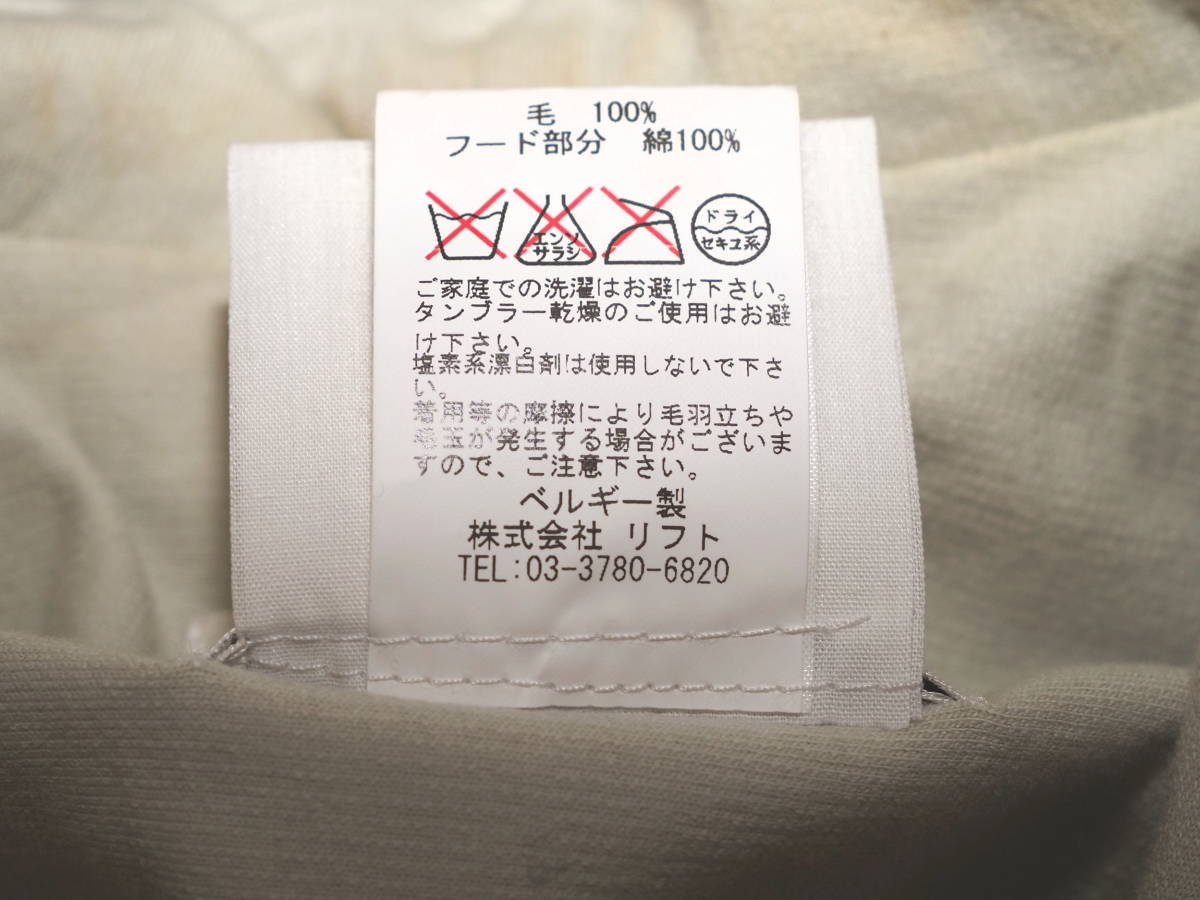 毛　100%
フード部分　綿100%
エンソ
サラシ
ドライ
セキユ系
ご家庭での洗濯はお避け下さい。
タンブラー乾燥のご使用はお避
け下さい。
塩素系漂白剤は使用しないで下さ
い。
着用等の摩擦により毛羽立ちや
毛玉が発生する場合がございま
すので、ご注意下さい。
ベルギー製
株式会社 リフト
TEL:03-3780-6820